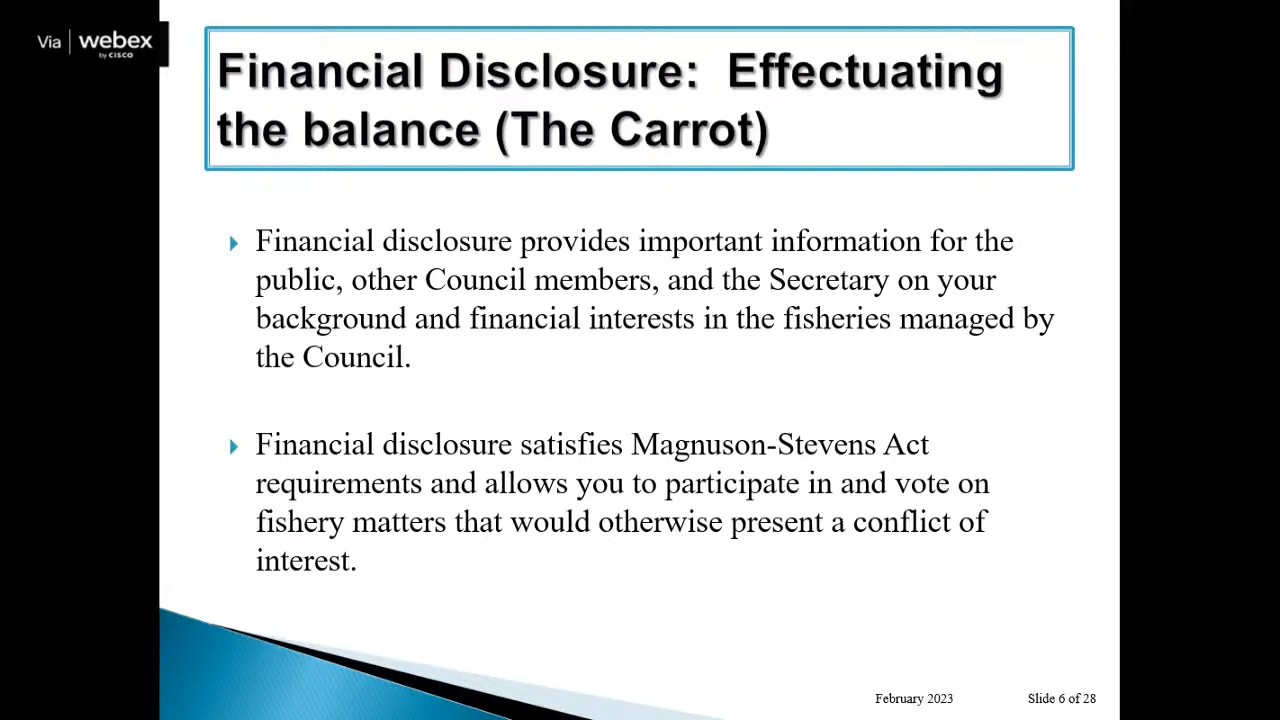 Via webex
by CISCO
Financial Disclosure: Effectuating
the balance (The Carrot)
Financial disclosure provides important information for the
public, other Council members, and the Secretary on your
background and financial interests in the fisheries managed by
the Council.
Financial disclosure satisfies Magnuson-Stevens Act
requirements and allows you to participate in and vote on
fishery matters that would otherwise present a conflict of
interest.
February 2023 Slide 6 of 28